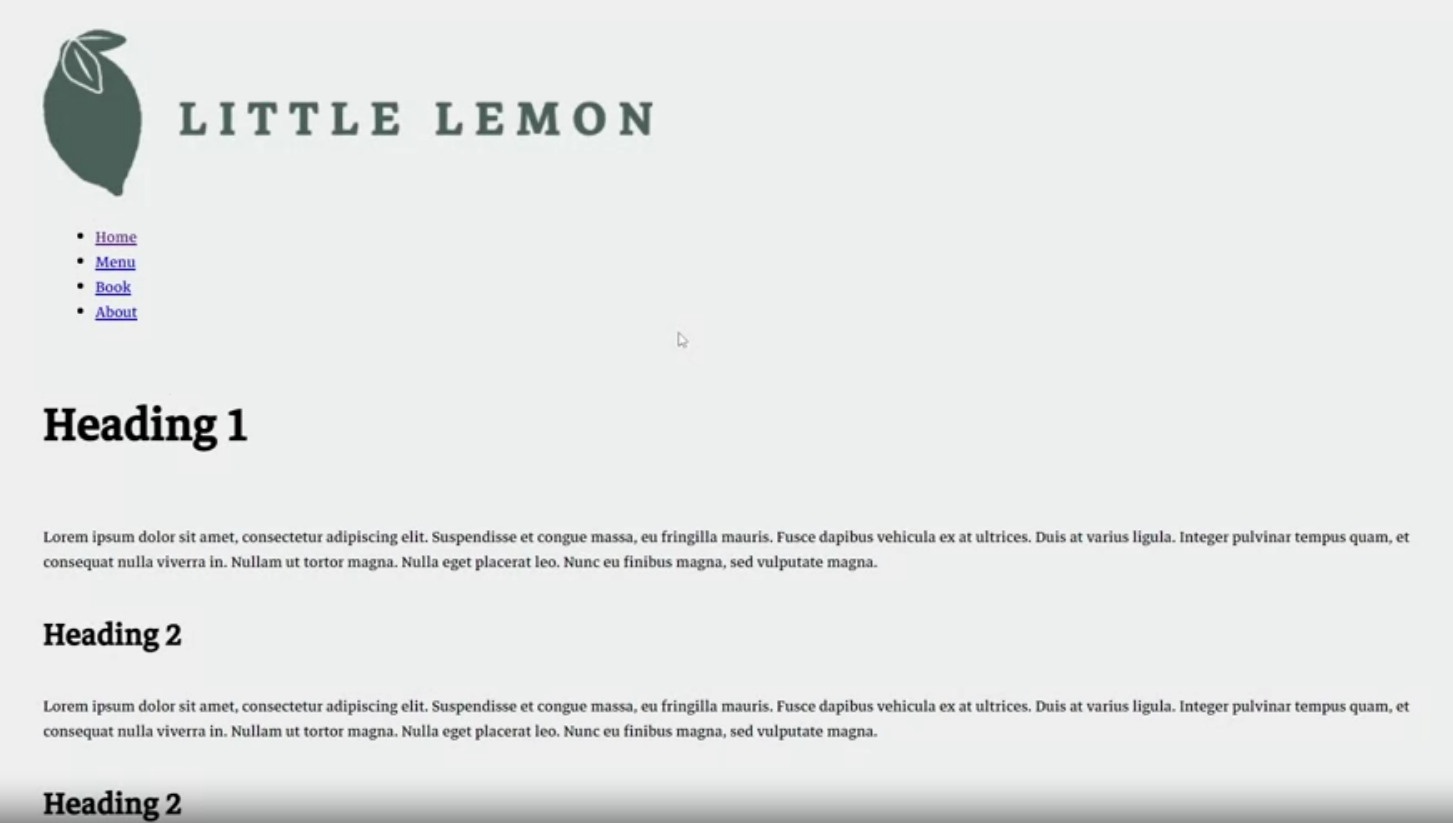 LITTLE LEMON
Home
Menu
Book
About
Heading 1
Lorem ipsum dolor sit amet, consectetur adipiscing elit. Suspendisse et congue massa, eu fringilla mauris. Fusce dapibus vehicula ex at ultrices. Duis at varius ligula. Integer pulvinar tempus quam, et
consequat nulla viverra in. Nullam ut tortor magna. Nulla eget placerat leo. Nunc eu finibus magna, sed vulputate magna.
Heading 2
Lorem ipsum dolor sit amet, consectetur adipiscing elit. Suspendisse et congue massa, eu fringilla mauris. Fusce dapibus vehicula ex at ultrices. Duis at varius ligula. Integer pulvinar tempus quam, et
consequat nulla viverra in. Nullam ut tortor magna. Nulla eget placerat leo. Nunc eu finibus magna, sed vulputate magna.
Heading 2